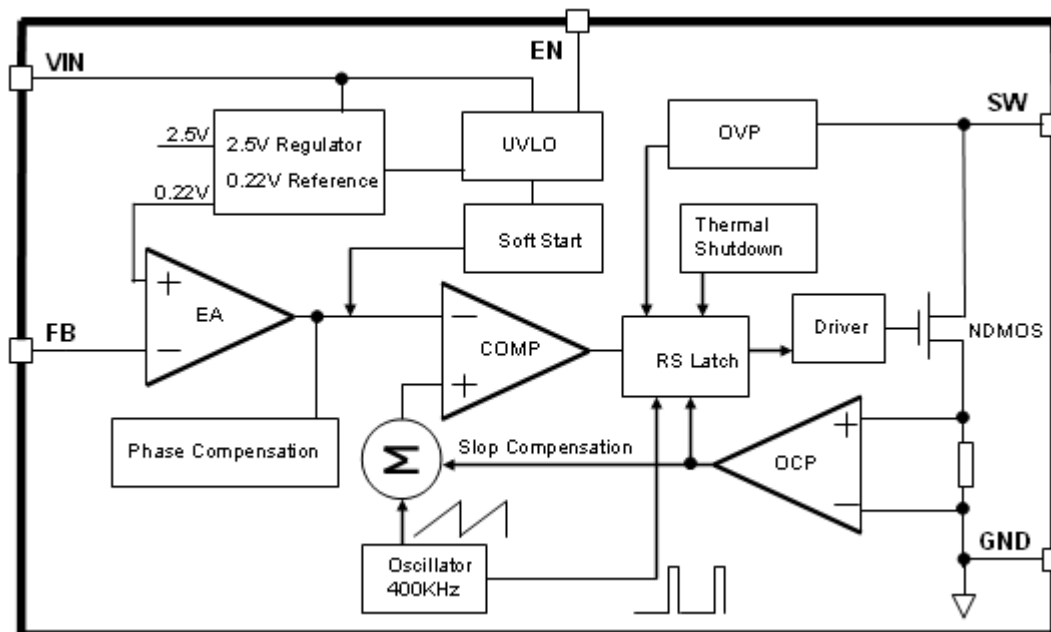 EN
VIN
SW
2.5V
2.5V Regulator
0.22V Reference
0.22V
UVLO
OVP
Soft Start
Thermal
Shutdown
+
EA
−
FB
−
COMP
+
RS Latch
Driver
NDMOS
Phase Compensation
Σ
Slop Compensation
+
OCP
−
GND
Oscillator
400KHz